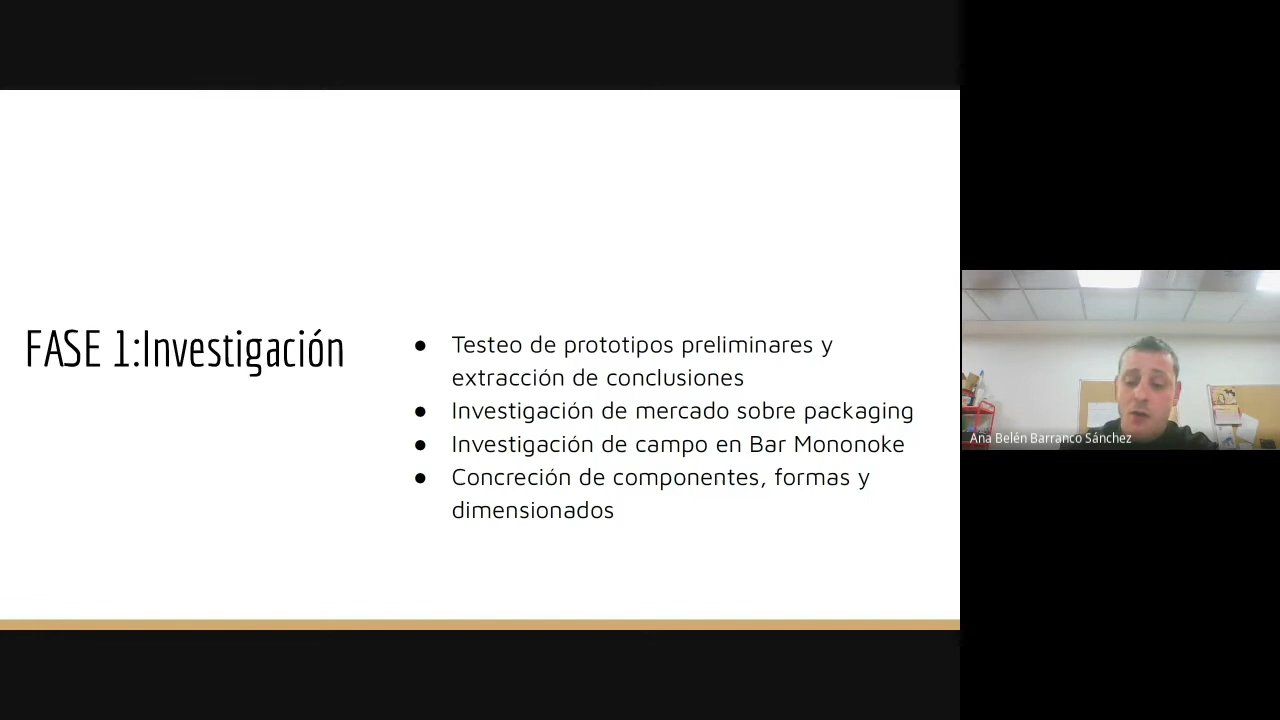 FASE 1:Investigación
● Testeo de prototipos preliminares y
extracción de conclusiones
● Investigación de mercado sobre packaging
● Investigación de campo en Bar Mononoke
● Concreción de componentes, formas y
dimensionados
Ana Belén Barranco Sánchez